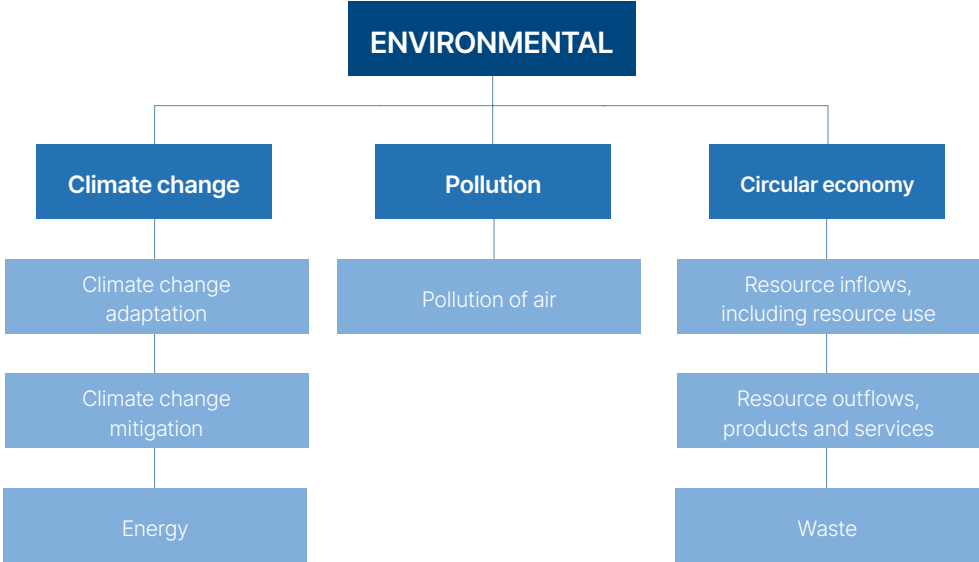 ENVIRONMENTAL
Climate change
Pollution
Circular economy
Climate change
adaptation
Pollution of air
Resource inflows,
including resource use
Climate change
mitigation
Resource outflows,
products and services
Energy
Waste